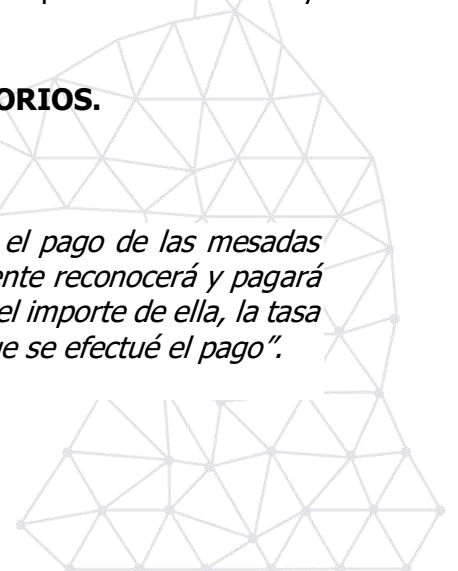 ORIOS.
el pago de las mesadas
ente reconocerá y pagará
el importe de ella, la tasa
ue se efectué el pago”.